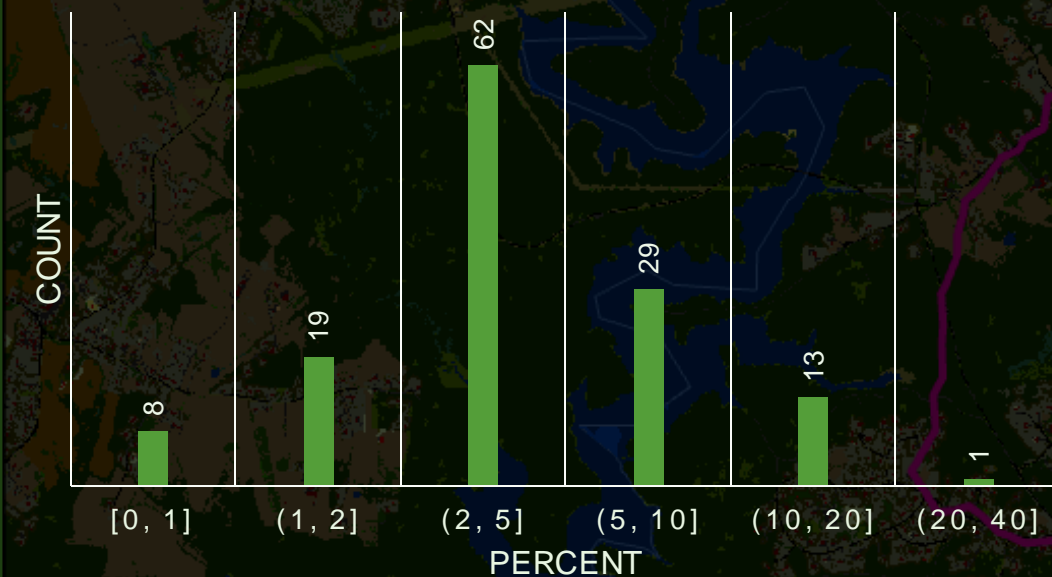 62
29
19
13
8
1
COUNT
[0, 1] (1, 2] (2, 5] (5, 10] (10, 20] (20, 40]
PERCENT